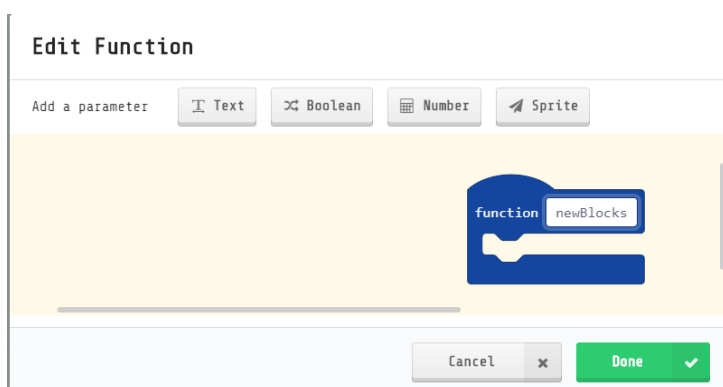 Edit Function
Add a parameter Text Boolean Number Sprite
function newBlocks
Cancel Done